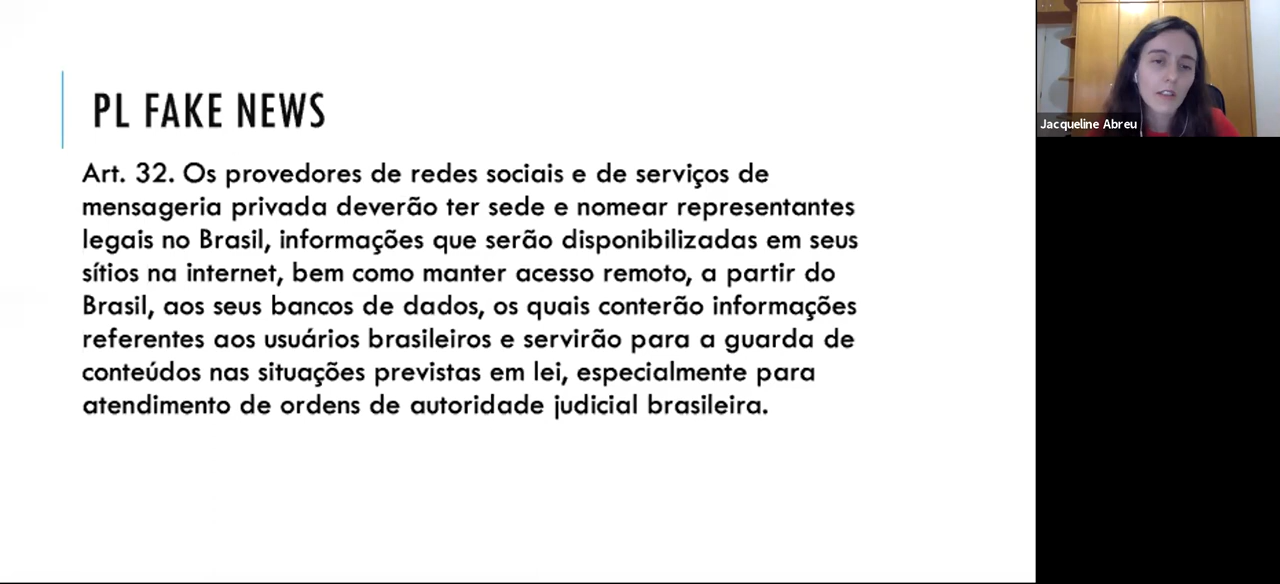 PL FAKE NEWS
Art. 32. Os provedores de redes sociais e de serviços de
mensageria privada deverão ter sede e nomear representantes
legais no Brasil, informações que serão disponibilizadas em seus
sítios na internet, bem como manter acesso remoto, a partir do
Brasil, aos seus bancos de dados, os quais conterão informações
referentes aos usuários brasileiros e servirão para a guarda de
conteúdos nas situações previstas em lei, especialmente para
atendimento de ordens de autoridade judicial brasileira.
Jacqueline Abreu